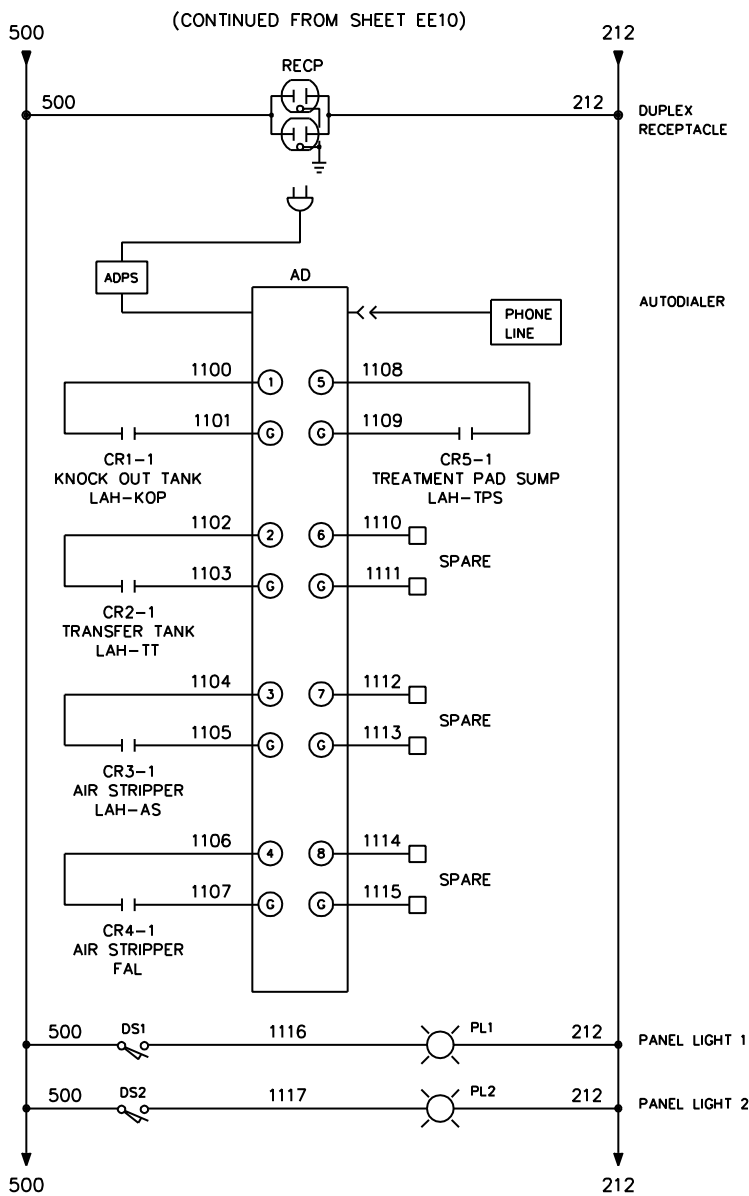 (CONTINUED FROM SHEET EE10)
500
212
RECP
500
212
DUPLEX
RECEPTACLE
ADPS
AD
AUTODIALER
PHONE
LINE
1100
1
5
1108
1101
G
G
1109
CR1-1
KNOCK OUT TANK
LAH-KOP
CR5-1
TREATMENT PAD SUMP
LAH-TPS
1102
2
6
1110
SPARE
1103
G
G
1111
CR2-1
TRANSFER TANK
LAH-TT
1104
3
7
1112
SPARE
1105
G
G
1113
CR3-1
AIR STRIPPER
LAH-AS
1106
4
8
1114
SPARE
1107
G
G
1115
CR4-1
AIR STRIPPER
FAL
500
DS1
1116
PL1
212
PANEL LIGHT 1
500
DS2
1117
PL2
212
PANEL LIGHT 2
500
212